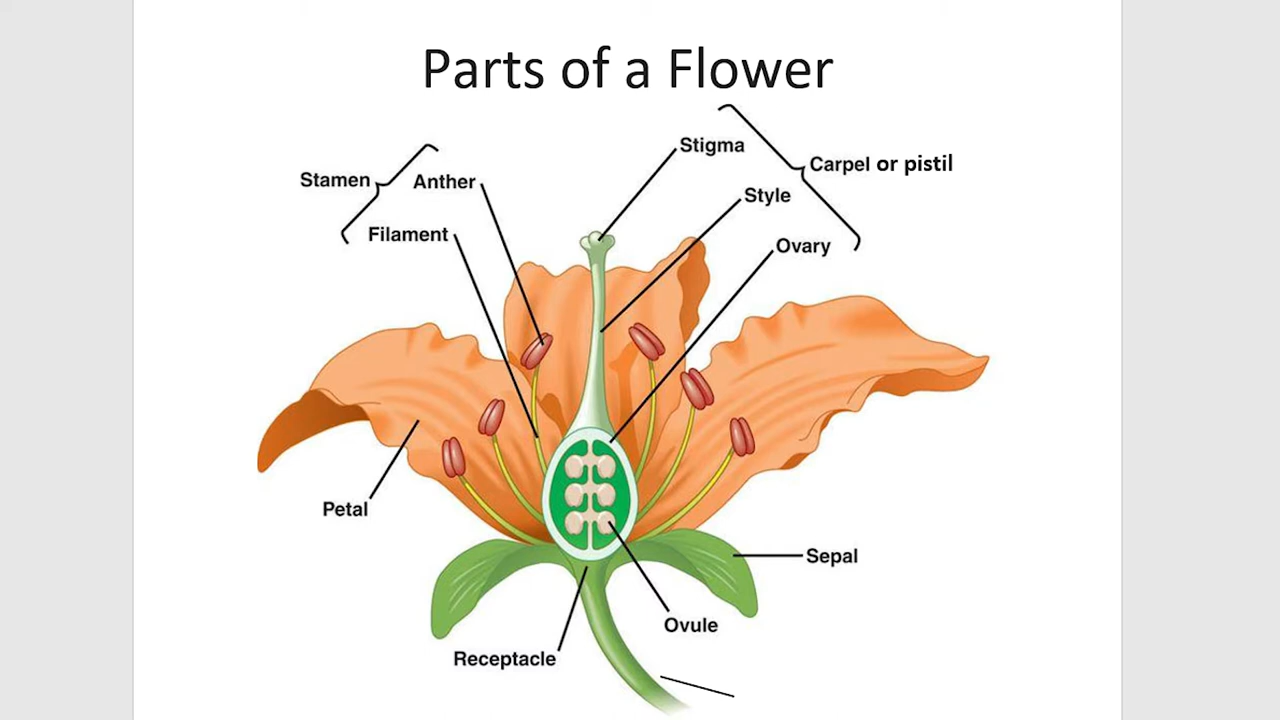 Parts of a Flower
Stigma
Carpel or pistil
Stamen
Anther
Style
Filament
Ovary
Petal
Sepal
Ovule
Receptacle